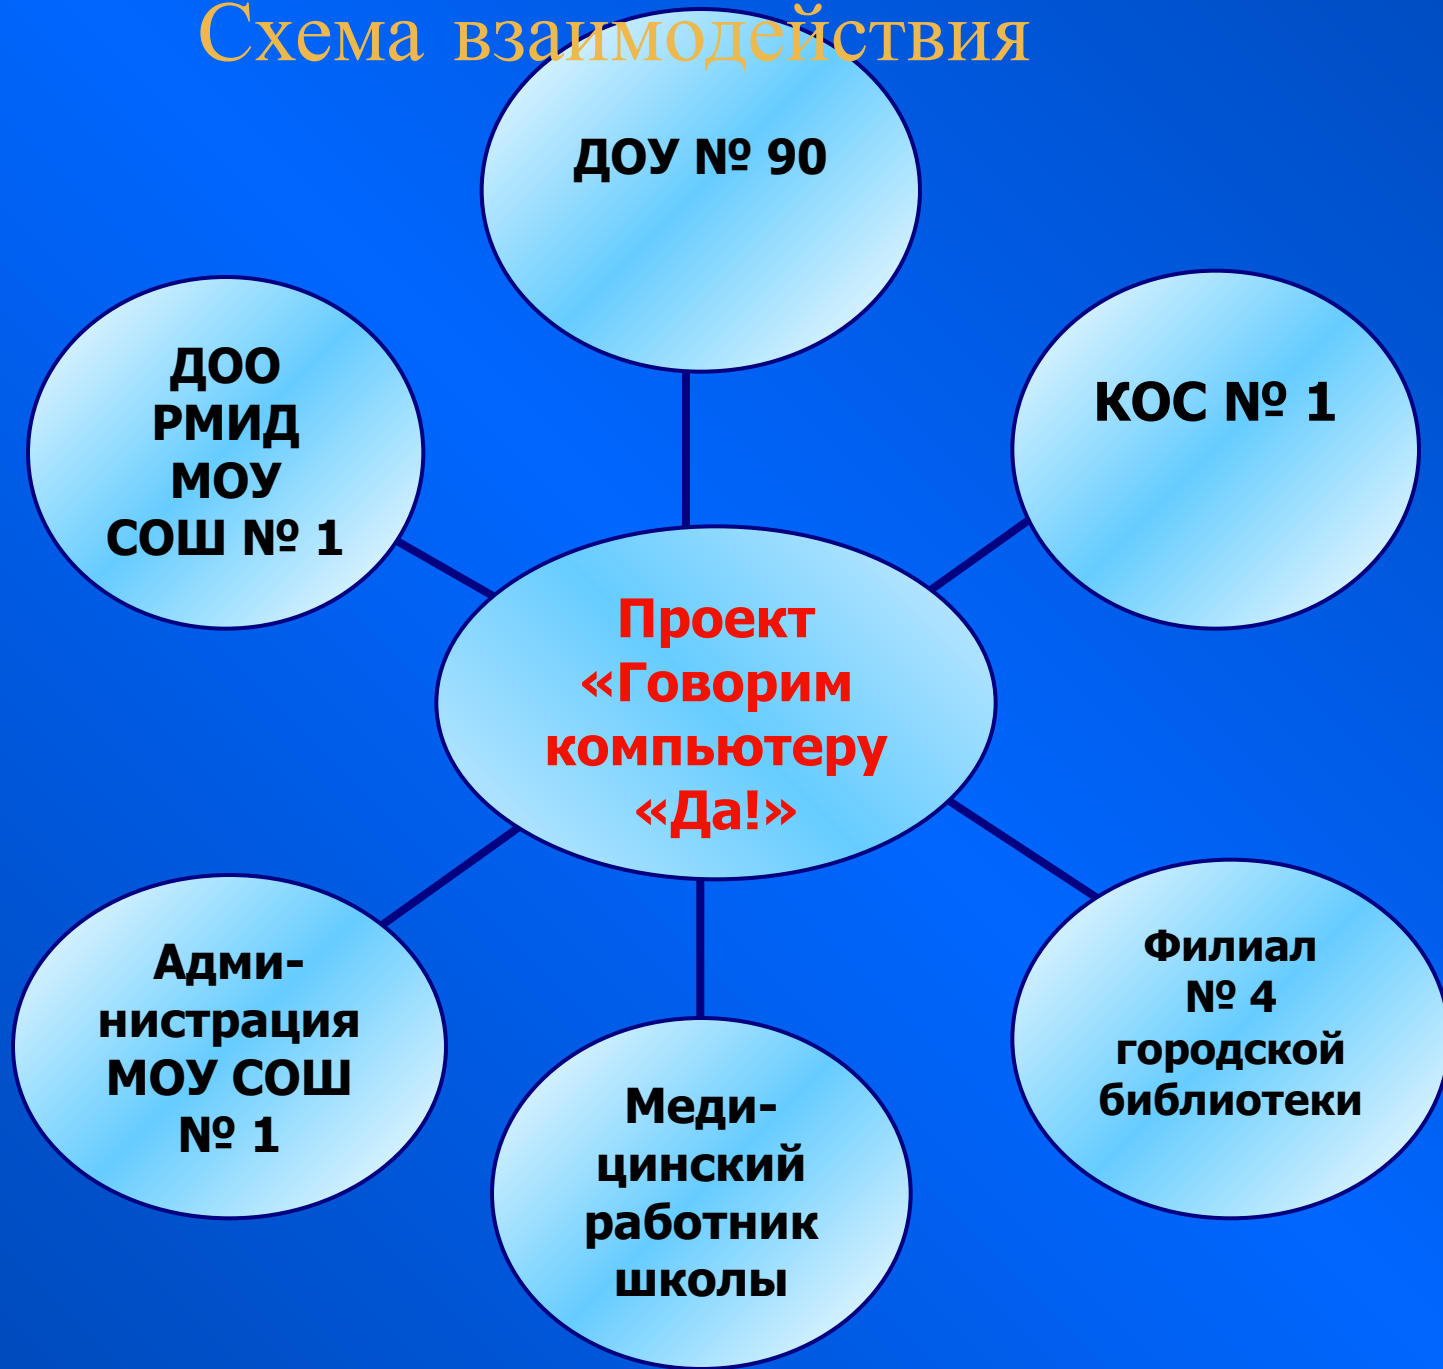 Схема взаимодействия
ДОУ № 90
ДОО
РМИД
МОУ
СОШ № 1
КОС № 1
Проект
«Говорим
компьютеру
«Да!»
Адми-
нистрация
МОУ СОШ
№ 1
Меди-
цинский
работник
школы
Филиал
№ 4
городской
библиотеки